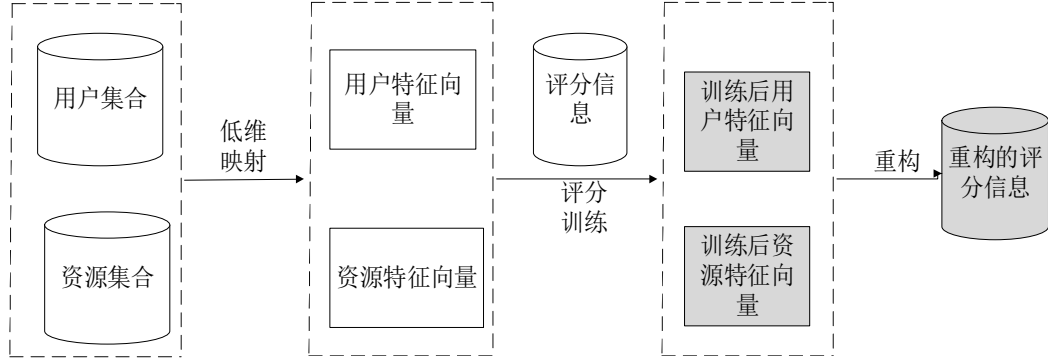 用户集合
资源集合
低维
映射
用户特征向
量
资源特征向量
评分信
息
评分
训练
训练后用
户特征向
量
训练后资
源特征向
量
重构
重构的评
分信息